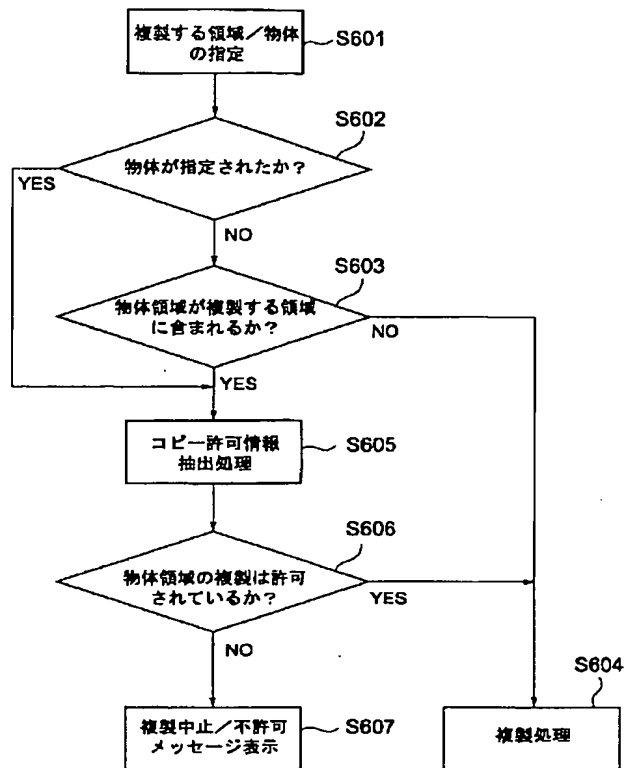 複製する領域／物体
の指定
S601
S602
物体が指定されたか？
YES
NO
S603
物体領域が複製する領域
に含まれるか？
NO
YES
コピー許可情報
抽出処理
S605
S606
物体領域の複製は許可
されているか？
YES
NO
S604
複製中止／不許可
メッセージ表示
S607
複製処理